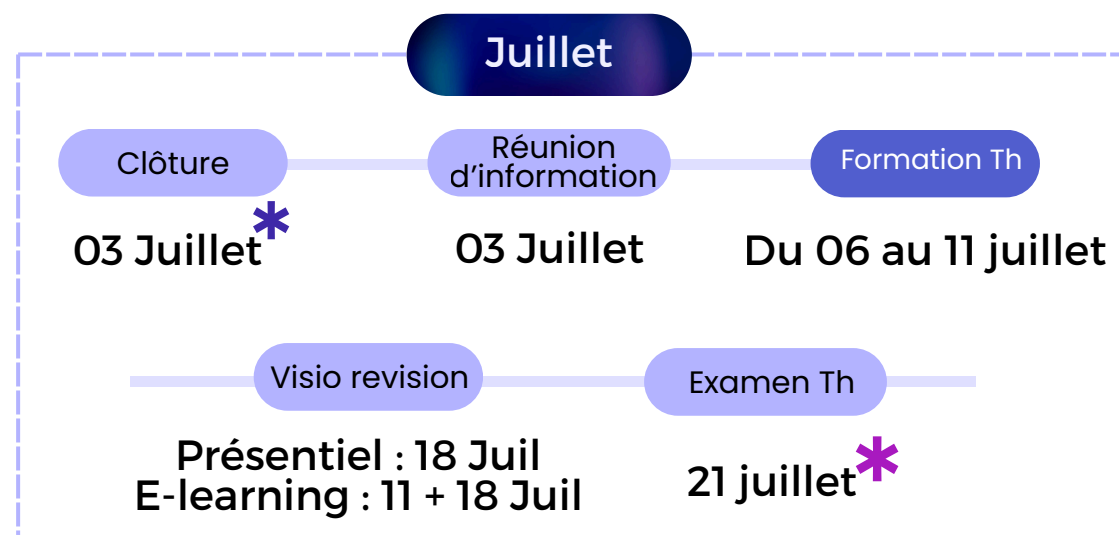 Juillet
Clôture
Réunion
d'information
Formation Th
03 Juillet*
03 Juillet
Du 06 au 11 juillet
Visio revision
Examen Th
Présentiel : 18 Juil
E-learning : 11 + 18 Juil
21 juillet*